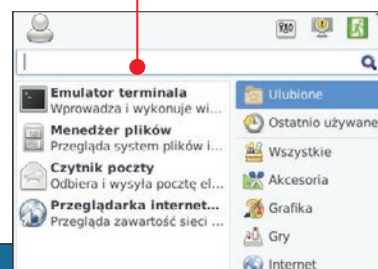 Emulator terminala
Wprowadza i wykonuje wi...
Menedżer plików
Przegląda system plików i...
Czytnik poczty
Odbiera i wysyła pocztę el...
Przeglądarka internet...
Przegląda zawartość sieci ...
Ulubione
Ostatnio używane
Wszystkie
Akcesoria
Grafika
Gry
Internet